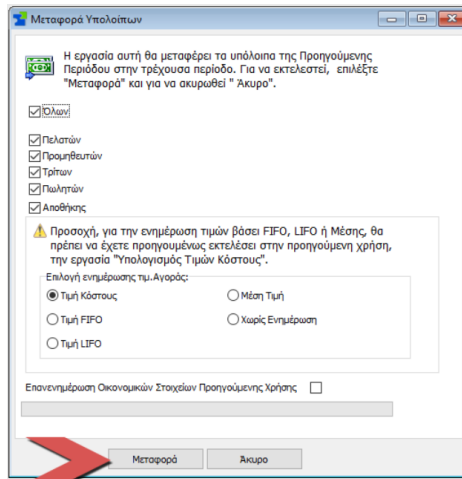 Μεταφορά Υπολοίπων
Η εργασία αυτή θα μεταφέρει τα υπόλοιπα της Προηγούμενης
Περιόδου στην τρέχουσα περίοδο. Για να εκτελεστεί, επιλέξτε
"Μεταφορά" και για να ακυρωθεί " Άκυρο".
Όλων
Πελατών
Προμηθευτών
Τρίτων
Πωλητών
Αποθήκης
Προσοχή, για την ενημέρωση τιμών βάσει FIFO, LIFO ή Μέσης, θα
πρέπει να έχετε προηγουμένως εκτελέσει στην προηγούμενη χρήση,
την εργασία "Υπολογισμός Τιμών Κόστους".
Επιλογή ενημέρωσης τιμ.Αγοράς:
Τιμή Κόστους Μέση Τιμή
Τιμή FIFO Χωρίς Ενημέρωση
Τιμή LIFO
Επανενημέρωση Οικονομικών Στοιχείων Προηγούμενης Χρήσης
Μεταφορά Άκυρο